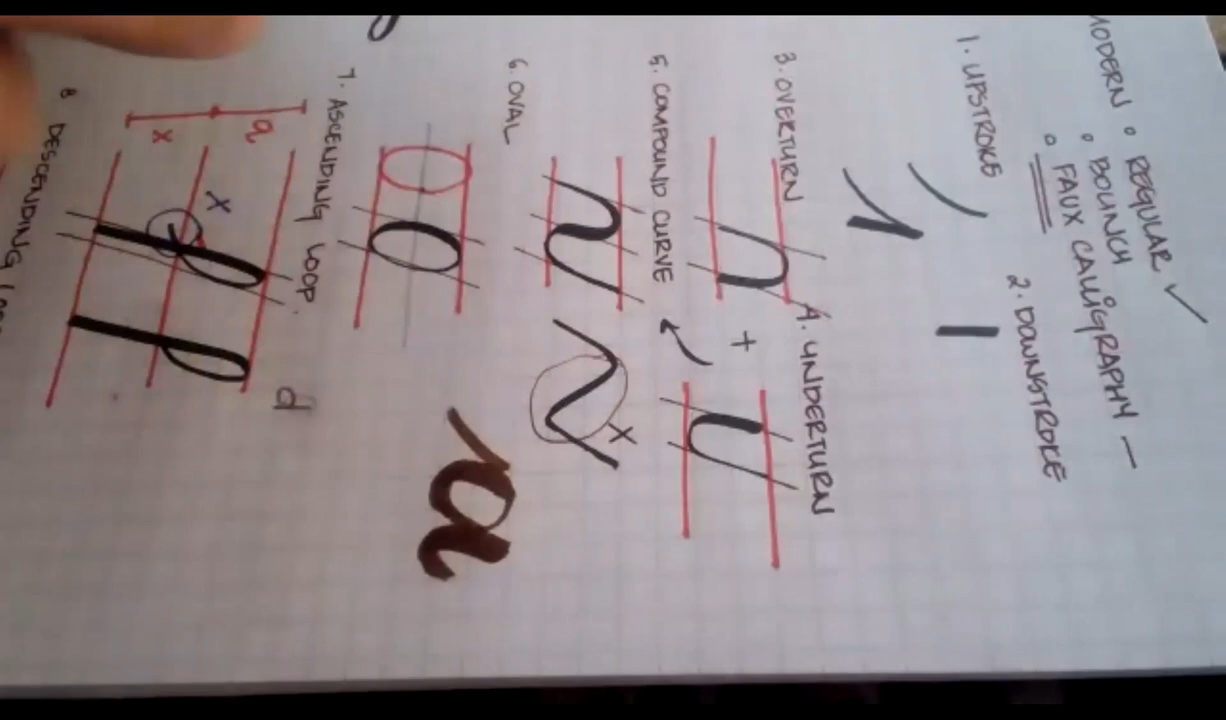 MODERN ∘ REGULAR ✓
∘ BOUNCH
∘ FAUX CALLIGRAPHY —
1. UPSTROKE
2. DOWNSTROKE
3. OVERTURN
4. UNDERTURN
+
5. COMPOUND CURVE
x
6. OVAL
a
7. ASCENDING LOOP.
a
x
x
d
8 DESCENDING